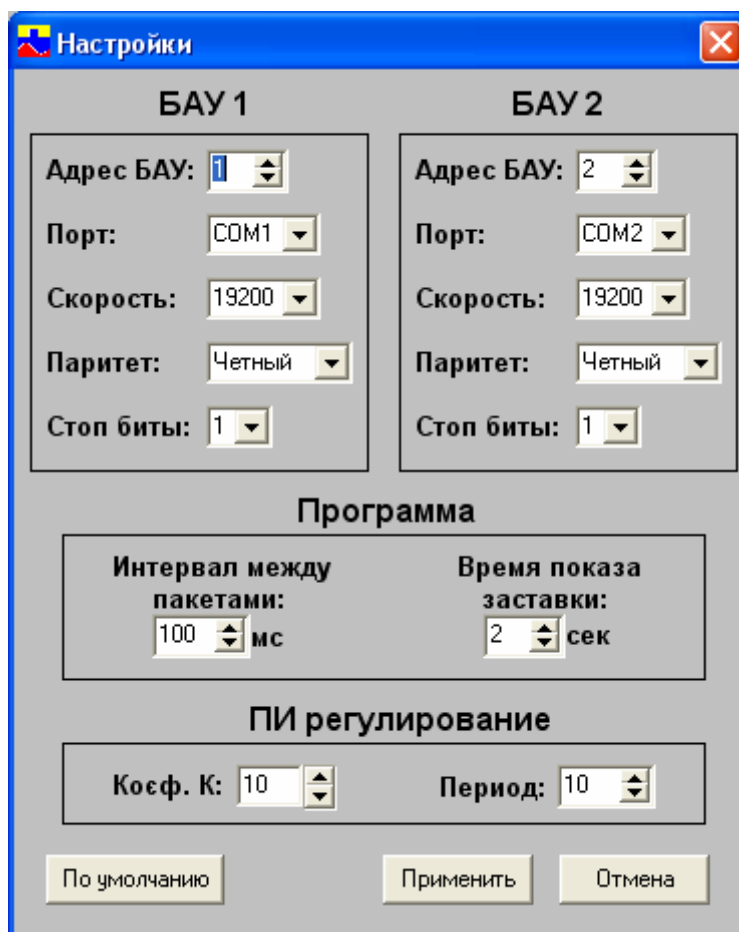 Настройки
БАУ 1
БАУ 2
Адрес БАУ: 1
Адрес БАУ: 2
Порт: COM1
Порт: COM2
Скорость: 19200
Скорость: 19200
Паритет: Четный
Паритет: Четный
Стоп биты: 1
Стоп биты: 1
Программа
Интервал между
пакетами:
100 мс
Время показа
заставки:
2 сек
ПИ регулирование
Коєф. К: 10
Период: 10
По умолчанию
Применить
Отмена